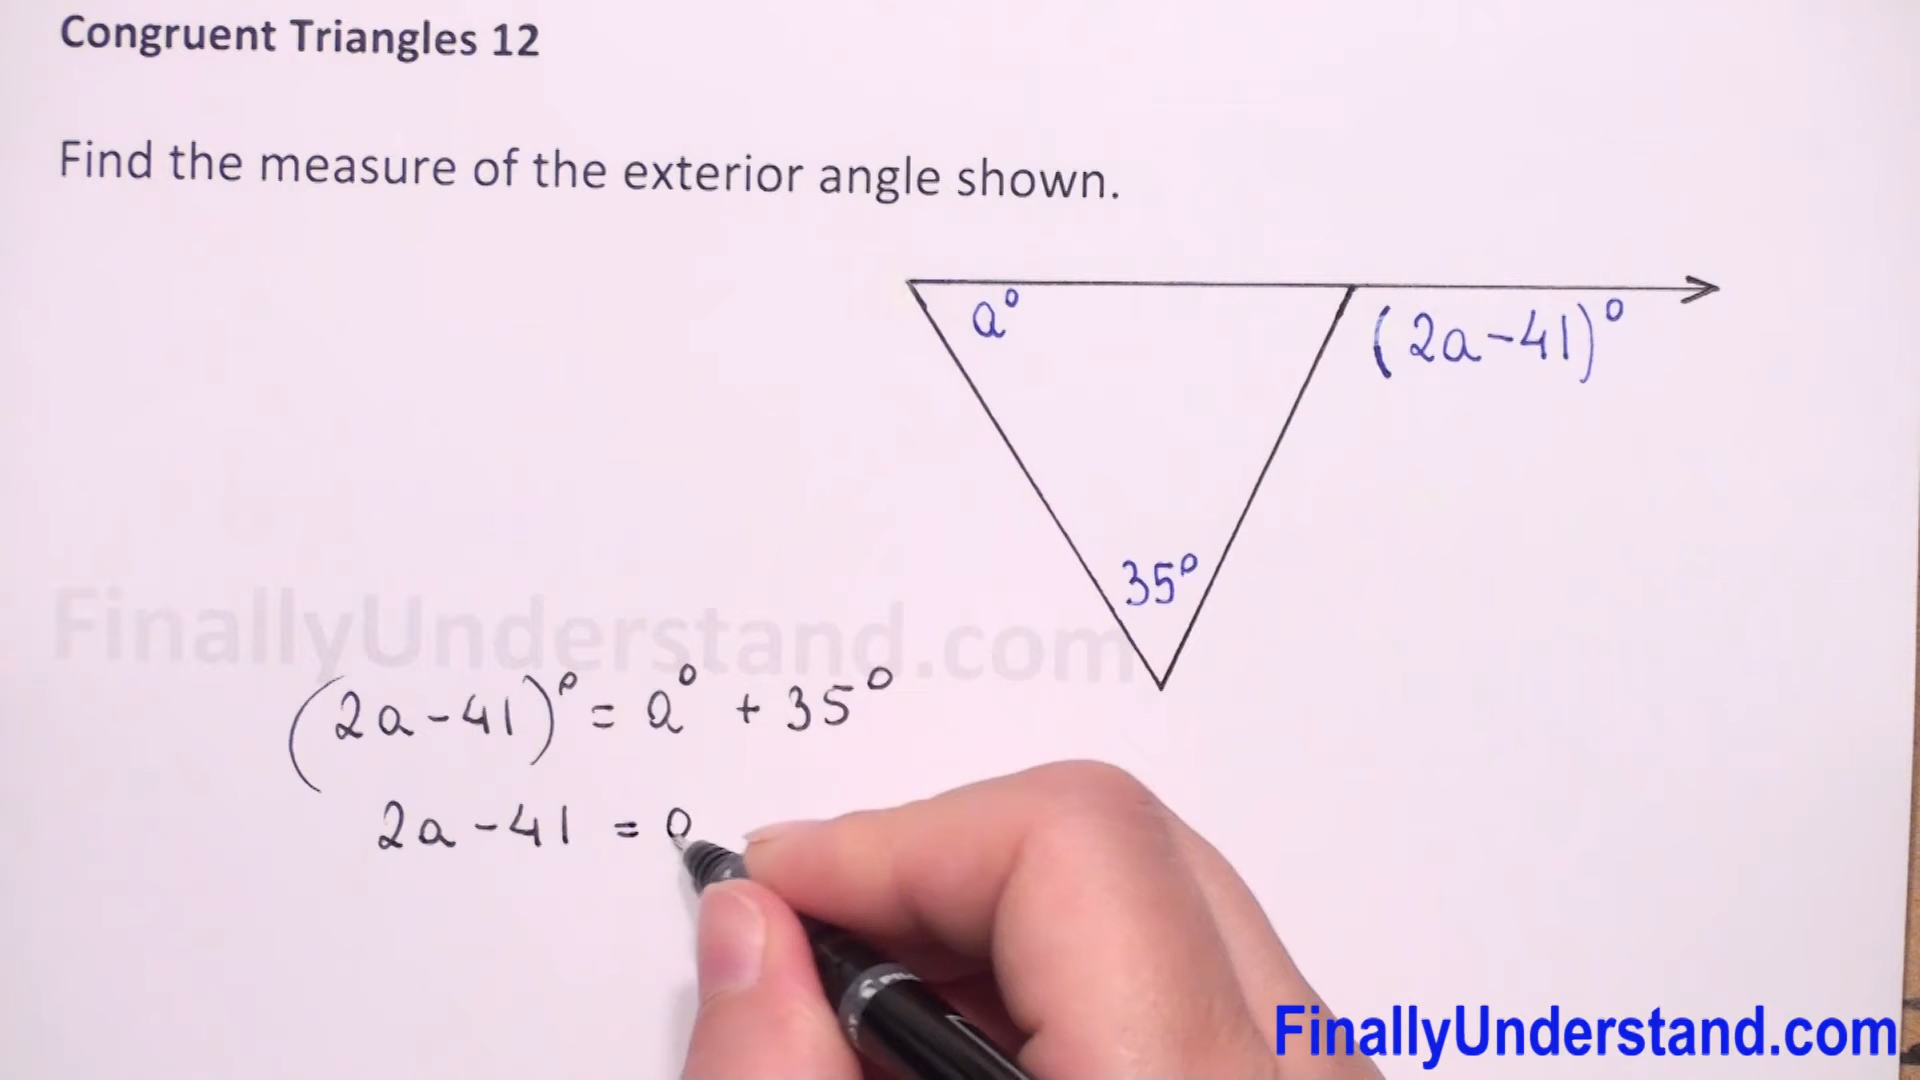 Congruent Triangles 12
Find the measure of the exterior angle shown.
a°
(2a-41)°
35°
FinallyUnderstand.com
(2a-41)° = a° + 35°
2a-41 = a
FinallyUnderstand.com